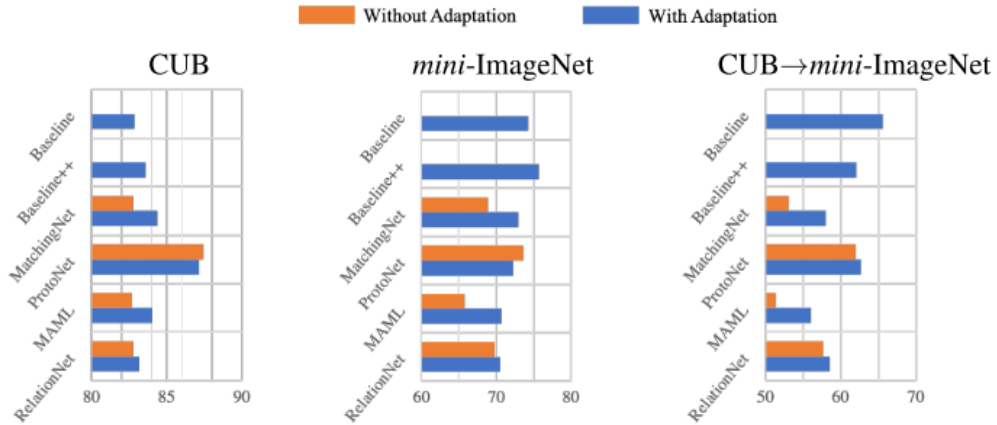 Without Adaptation
With Adaptation
CUB
mini-ImageNet
CUB→mini-ImageNet
Baseline
Baseline++
MatchingNet
ProtoNet
MAML
RelationNet
80
85
90
Baseline
Baseline++
MatchingNet
ProtoNet
MAML
RelationNet
60
70
80
Baseline
Baseline++
MatchingNet
ProtoNet
MAML
RelationNet
50
60
70